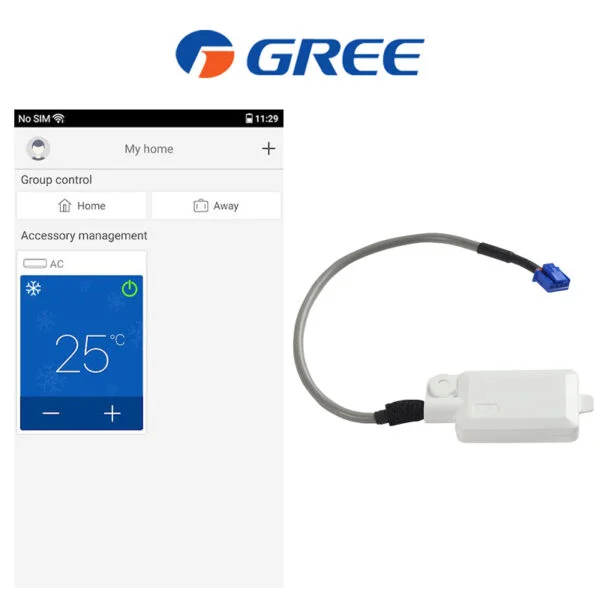 GREE
No SIM 11:29
My home +
Group control
Home Away
Accessory management
AC
25°C
− +